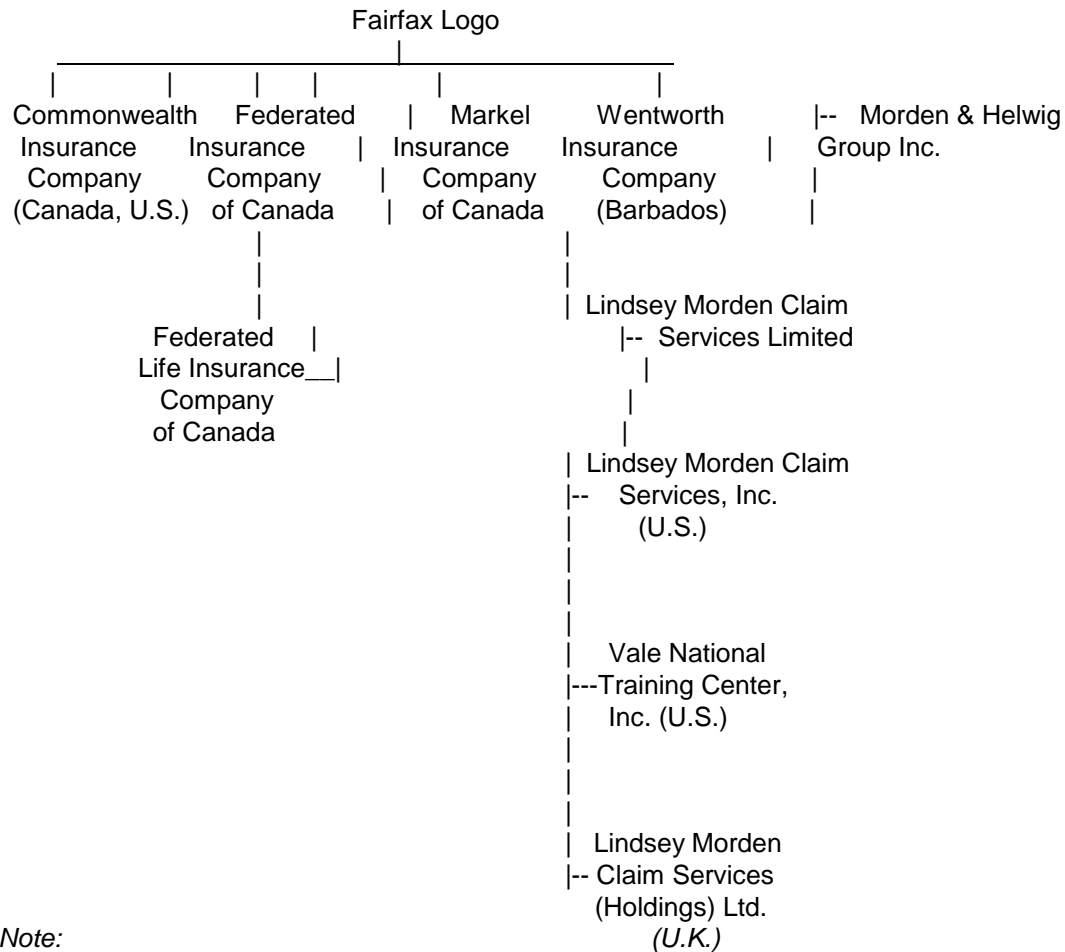 Fairfax Logo
Commonwealth Federated Markel Wentworth Morden & Helwig
Insurance Insurance Insurance Insurance Group Inc.
Company Company Company Company
(Canada, U.S.) of Canada of Canada (Barbados)
Lindsey Morden Claim
Federated Services Limited
Life Insurance
Company
of Canada
Lindsey Morden Claim
Services, Inc.
(U.S.)
Vale National
Training Center,
Inc. (U.S.)
Lindsey Morden
Claim Services
(Holdings) Ltd.
Note: (U.K.)